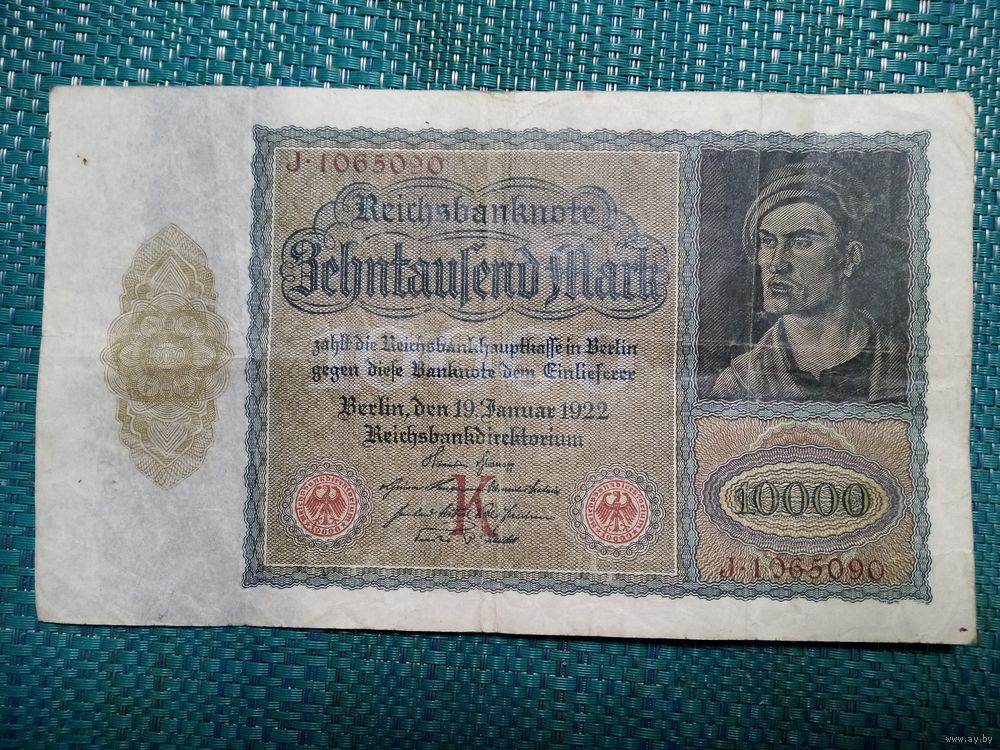 J·1065090
Reichsbanknote
Zehntauſend Mark
zahlt die Reichsbankhauptkaſſe in Berlin
gegen dieſe Banknote dem Einlieferer
Berlin, den 19. Januar 1922
Reichsbankdirektorium
K
10000
J·1065090
www.ay.by